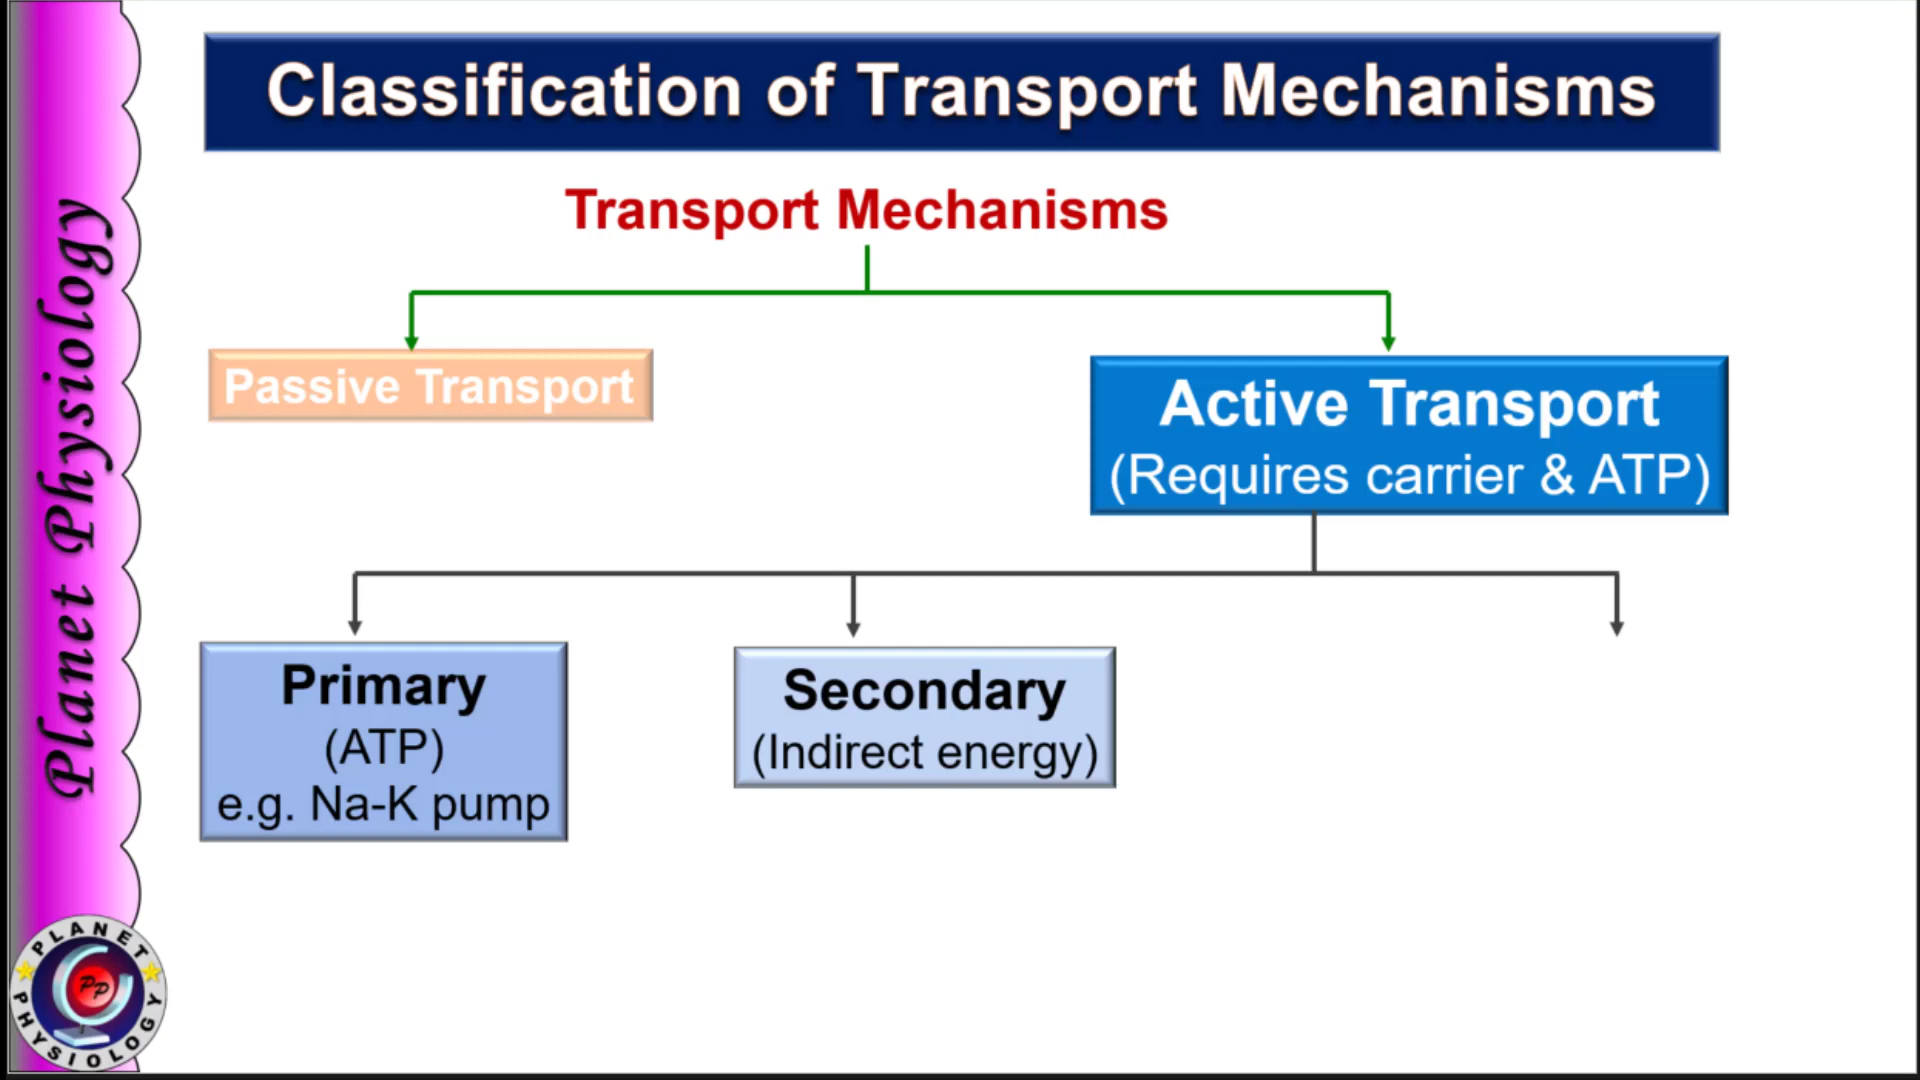 Classification of Transport Mechanisms
Transport Mechanisms
Passive Transport
Active Transport
(Requires carrier & ATP)
Primary
(ATP)
e.g. Na-K pump
Secondary
(Indirect energy)
Planet Physiology
PLANET
PP
PHYSIOLOGY